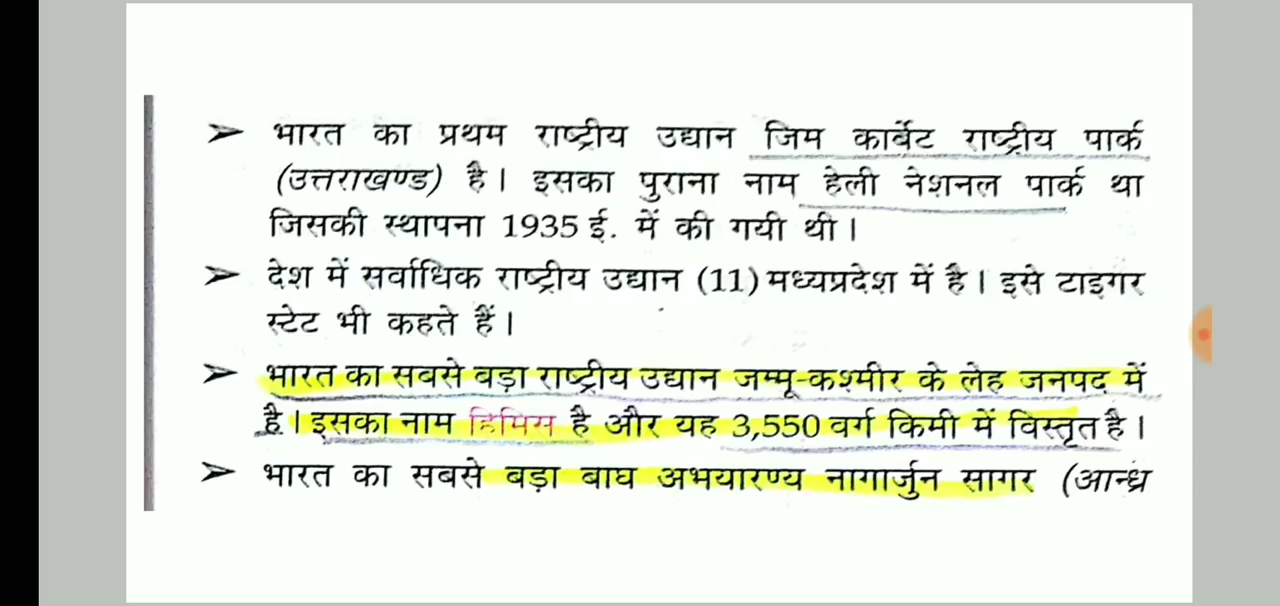 ➢ भारत का प्रथम राष्ट्रीय उद्यान जिम कार्बेट राष्ट्रीय पार्क
(उत्तराखण्ड) है। इसका पुराना नाम हेली नेशनल पार्क था
जिसकी स्थापना 1935 ई. में की गयी थी।
➢ देश में सर्वाधिक राष्ट्रीय उद्यान (11) मध्यप्रदेश में है। इसे टाइगर
स्टेट भी कहते हैं।
➢ भारत का सबसे बड़ा राष्ट्रीय उद्यान जम्मू-कश्मीर के लेह जनपद में
है। इसका नाम हिमिस है और यह 3,550 वर्ग किमी में विस्तृत है।
➢ भारत का सबसे बड़ा बाघ अभयारण्य नागार्जुन सागर (आन्ध्र